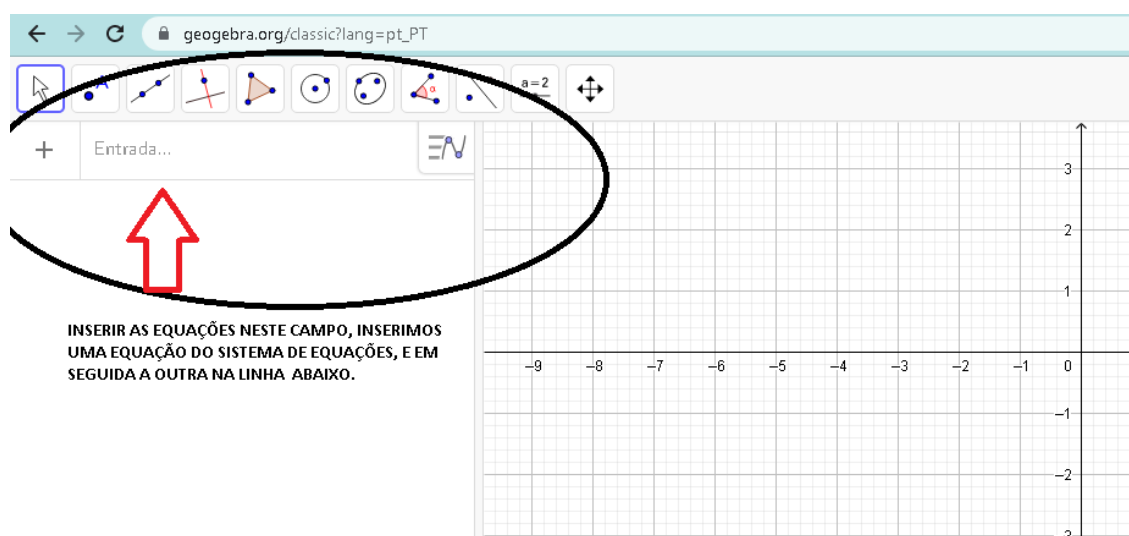 geogebra.org/classic?lang=pt_PT
A
α
a=2
Entrada...
INSERIR AS EQUAÇÕES NESTE CAMPO, INSERIMOS
UMA EQUAÇÃO DO SISTEMA DE EQUAÇÕES, E EM
SEGUIDA A OUTRA NA LINHA ABAIXO.
3
2
1
–9 –8 –7 –6 –5 –4 –3 –2 –1 0
–1
–2